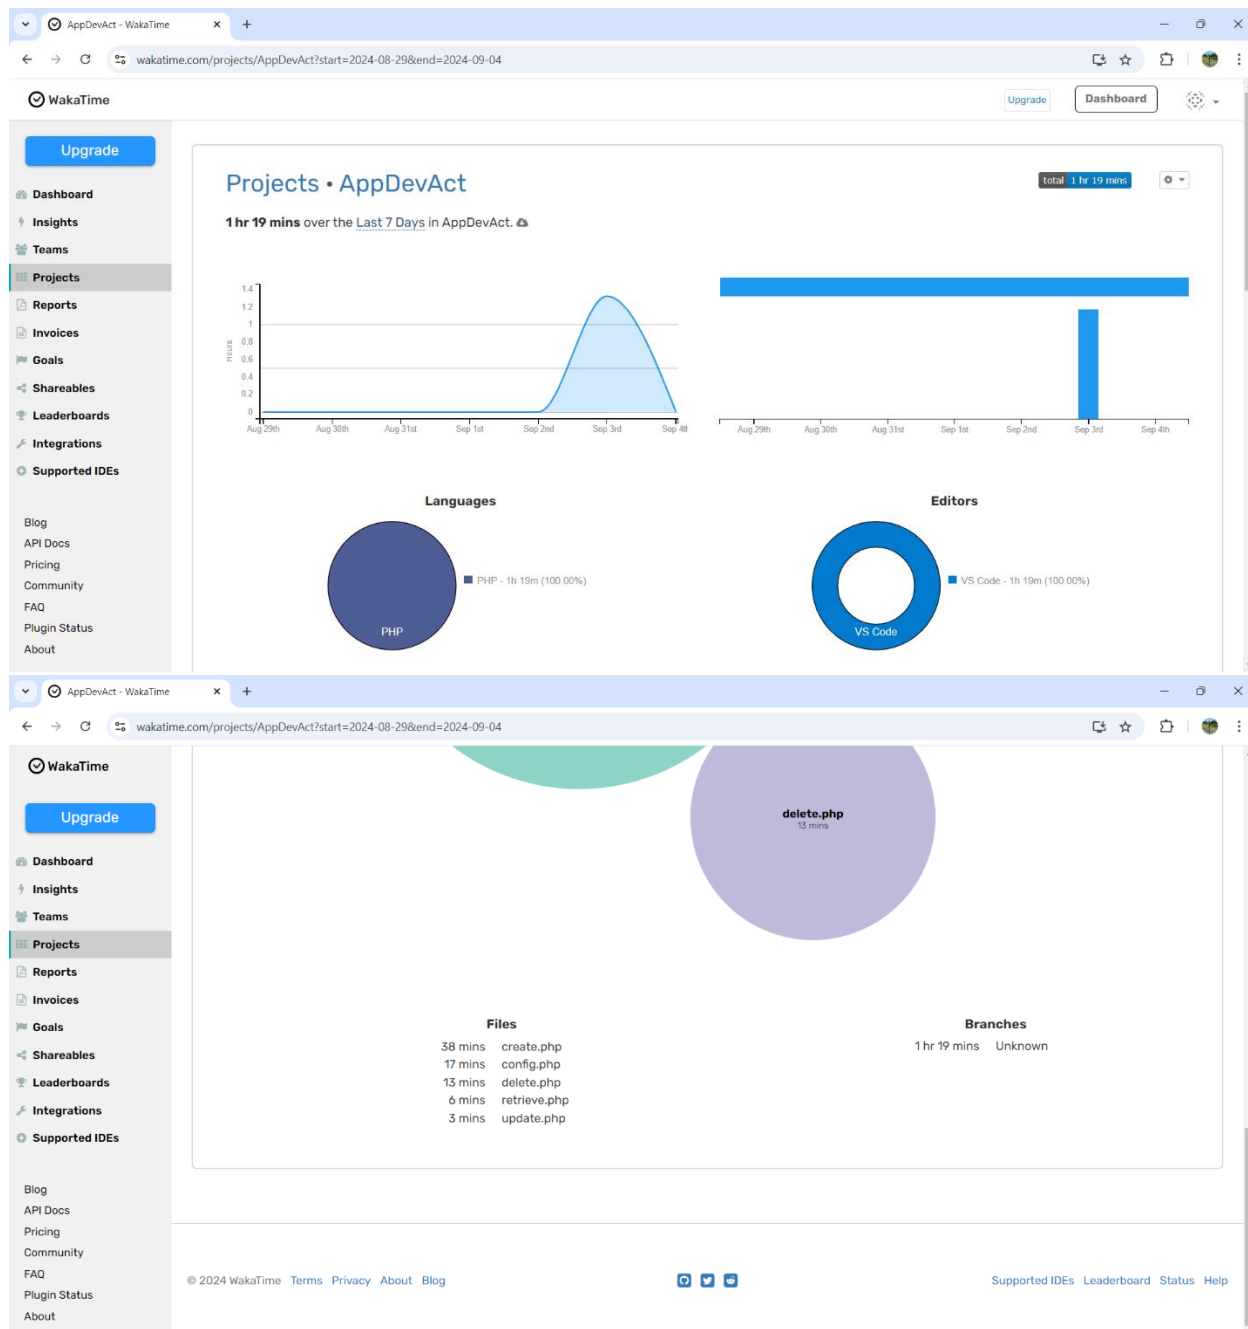 AppDevAct - WakaTime
wakatime.com/projects/AppDevAct?start=2024-08-29&end=2024-09-04
WakaTime
Upgrade
Dashboard
Upgrade
Dashboard
Insights
Teams
Projects
Reports
Invoices
Goals
Shareables
Leaderboards
Integrations
Supported IDEs
Blog
API Docs
Pricing
Community
FAQ
Plugin Status
About
Projects • AppDevAct
total 1 hr 19 mins
1 hr 19 mins over the Last 7 Days in AppDevAct.
Hours
1.4
1.2
1
0.8
0.6
0.4
0.2
0
Aug 29th Aug 30th Aug 31st Sep 1st Sep 2nd Sep 3rd Sep 4th
Aug 29th Aug 30th Aug 31st Sep 1st Sep 2nd Sep 3rd Sep 4th
Languages
PHP
PHP - 1h 19m (100.00%)
Editors
VS Code
VS Code - 1h 19m (100.00%)
AppDevAct - WakaTime
wakatime.com/projects/AppDevAct?start=2024-08-29&end=2024-09-04
WakaTime
Upgrade
Dashboard
Insights
Teams
Projects
Reports
Invoices
Goals
Shareables
Leaderboards
Integrations
Supported IDEs
Blog
API Docs
Pricing
Community
FAQ
Plugin Status
About
delete.php
13 mins
Files
38 mins create.php
17 mins config.php
13 mins delete.php
6 mins retrieve.php
3 mins update.php
Branches
1 hr 19 mins Unknown
© 2024 WakaTime Terms Privacy About Blog
Supported IDEs Leaderboard Status Help